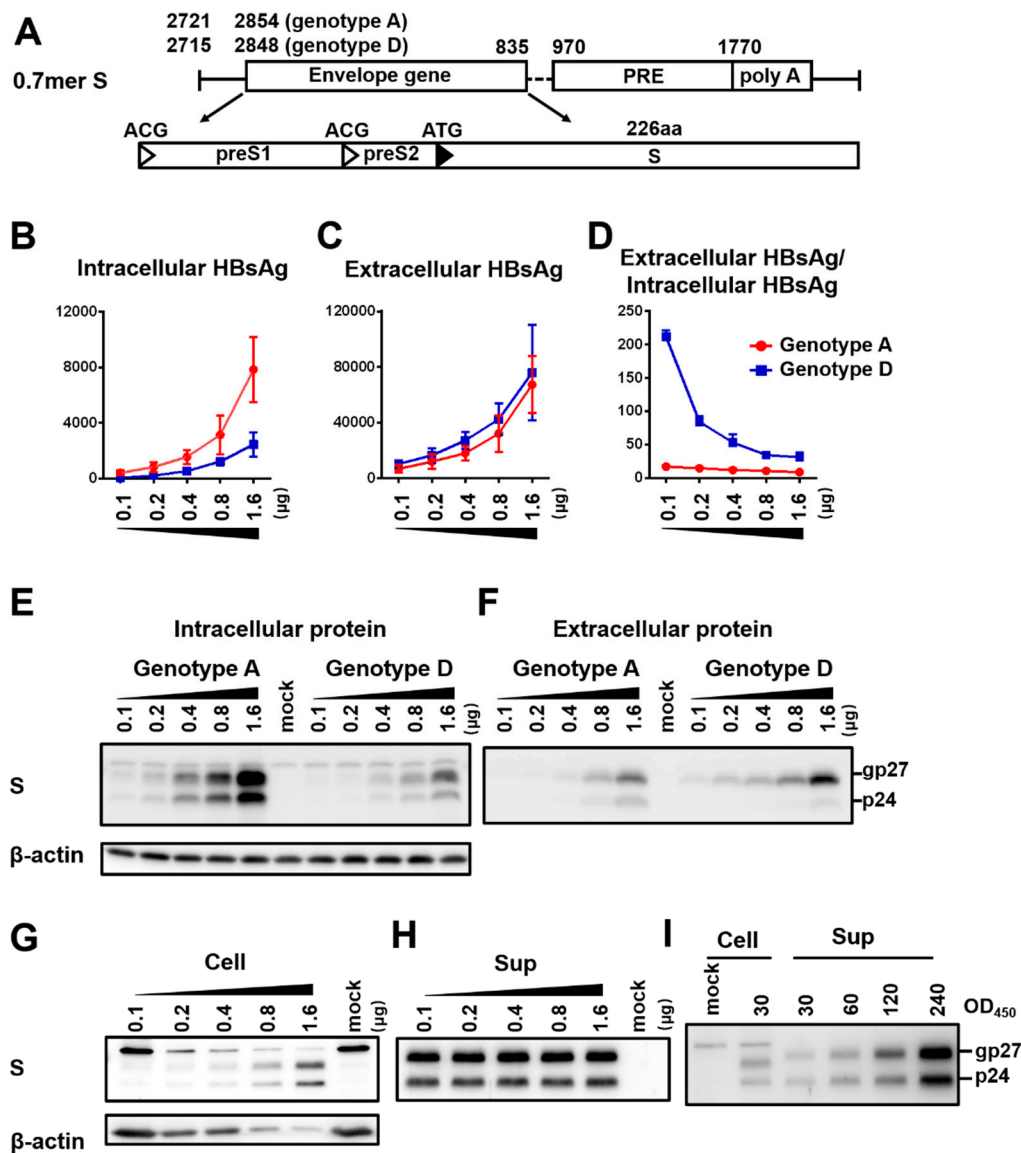 A
2721 2854 (genotype A)
2715 2848 (genotype D) 835 970 1770
0.7mer S Envelope gene PRE poly A
ACG ACG ATG 226aa
preS1 preS2 S
B
Intracellular HBsAg
12000
8000
4000
0
0.1 0.2 0.4 0.8 1.6 (μg)
C
Extracellular HBsAg
120000
80000
40000
0
0.1 0.2 0.4 0.8 1.6 (μg)
D
Extracellular HBsAg/
Intracellular HBsAg
250
200
150
100
50
0
Genotype A
Genotype D
0.1 0.2 0.4 0.8 1.6 (μg)
E
Intracellular protein
Genotype A Genotype D
0.1 0.2 0.4 0.8 1.6 mock 0.1 0.2 0.4 0.8 1.6 (μg)
S
β-actin
F
Extracellular protein
Genotype A Genotype D
0.1 0.2 0.4 0.8 1.6 mock 0.1 0.2 0.4 0.8 1.6 (μg)
gp27
p24
G
Cell
0.1 0.2 0.4 0.8 1.6 mock (μg)
S
β-actin
H
Sup
0.1 0.2 0.4 0.8 1.6 mock (μg)
I
Cell Sup
mock 30 30 60 120 240 OD450
gp27
p24